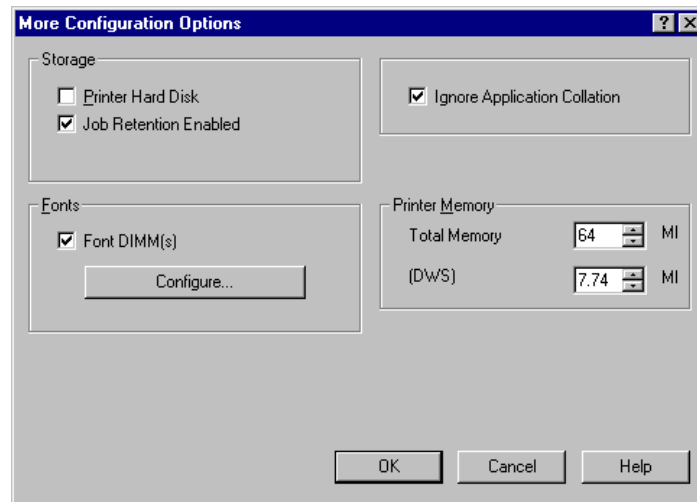 More Configuration Options
Storage
Printer Hard Disk
Job Retention Enabled
Ignore Application Collation
Fonts
Font DIMM(s)
Configure...
Printer Memory
Total Memory 64 MI
(DWS) 7.74 MI
OK Cancel Help